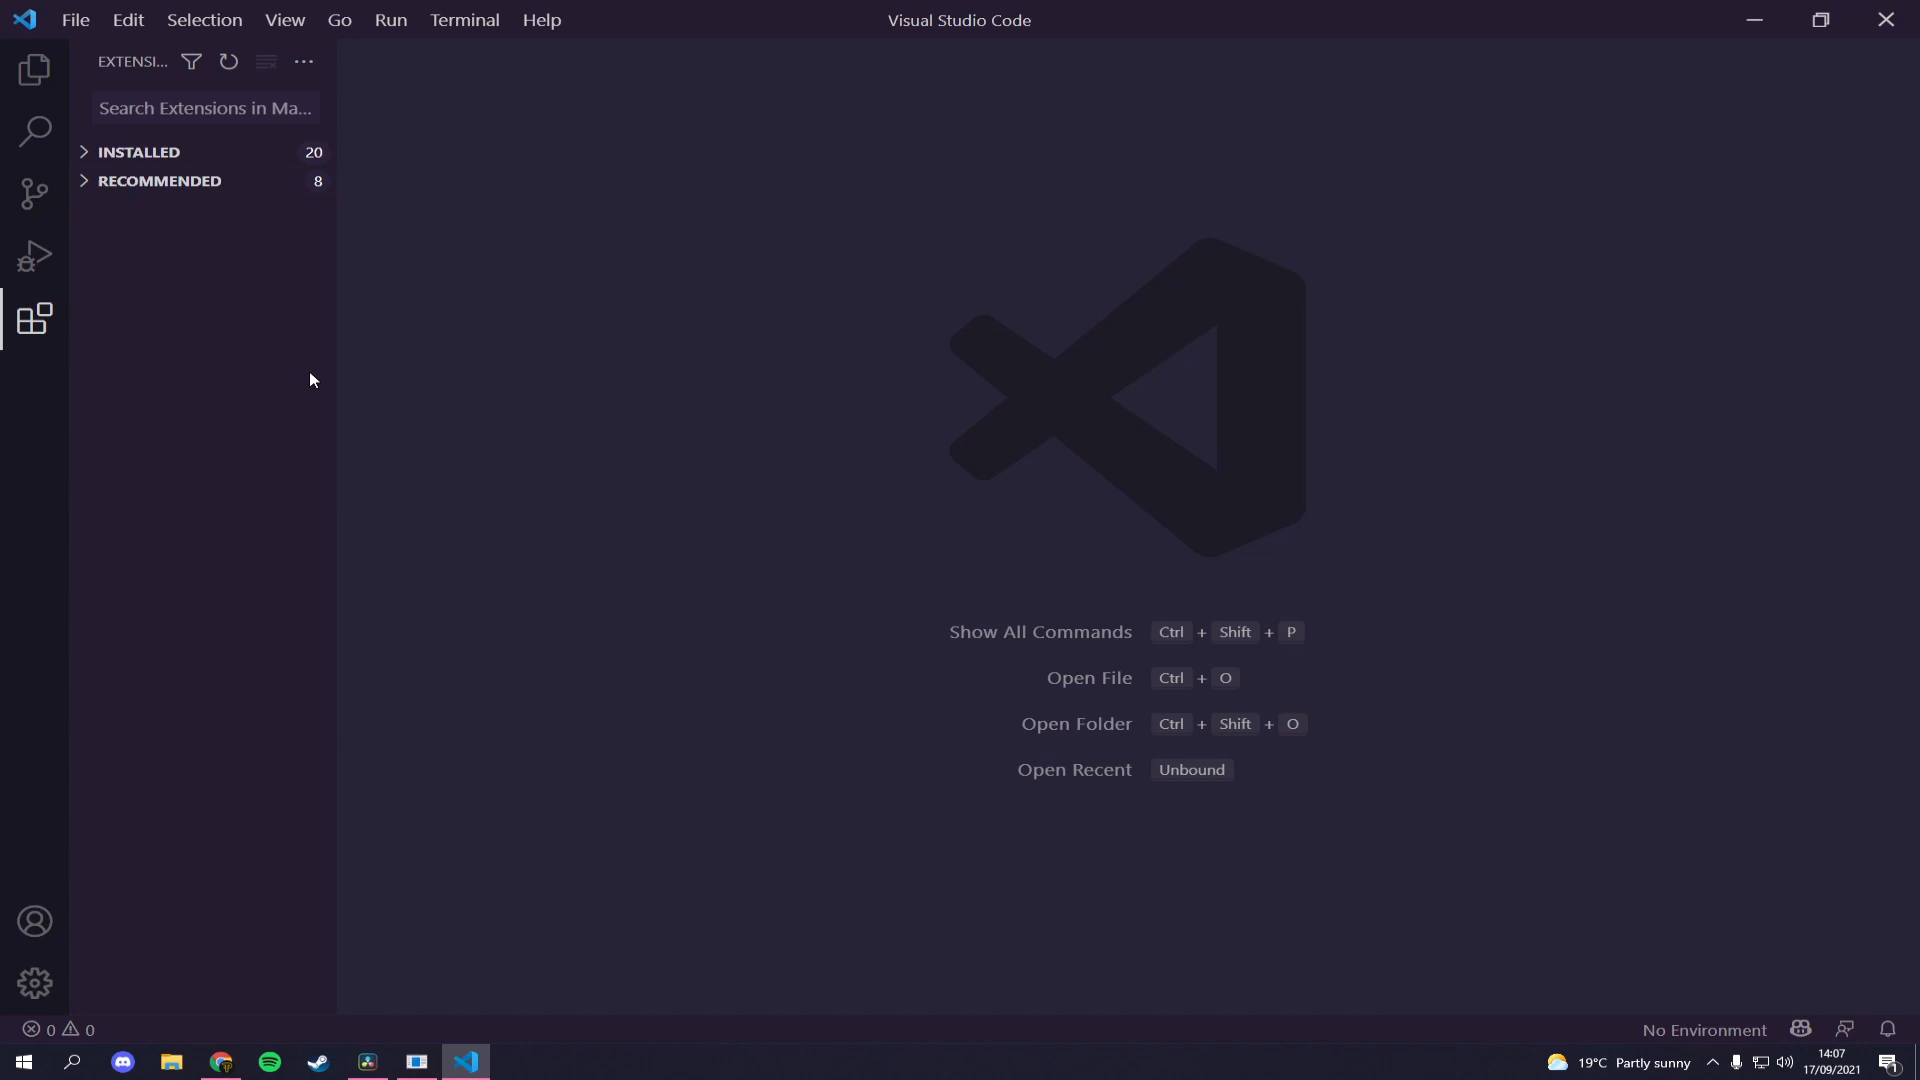 File Edit Selection View Go Run Terminal Help
Visual Studio Code
EXTENSI...
Search Extensions in Ma...
INSTALLED 20
RECOMMENDED 8
Show All Commands Ctrl + Shift + P
Open File Ctrl + O
Open Folder Ctrl + Shift + O
Open Recent Unbound
0 0
No Environment
19°C Partly sunny
14:07
17/09/2021
1